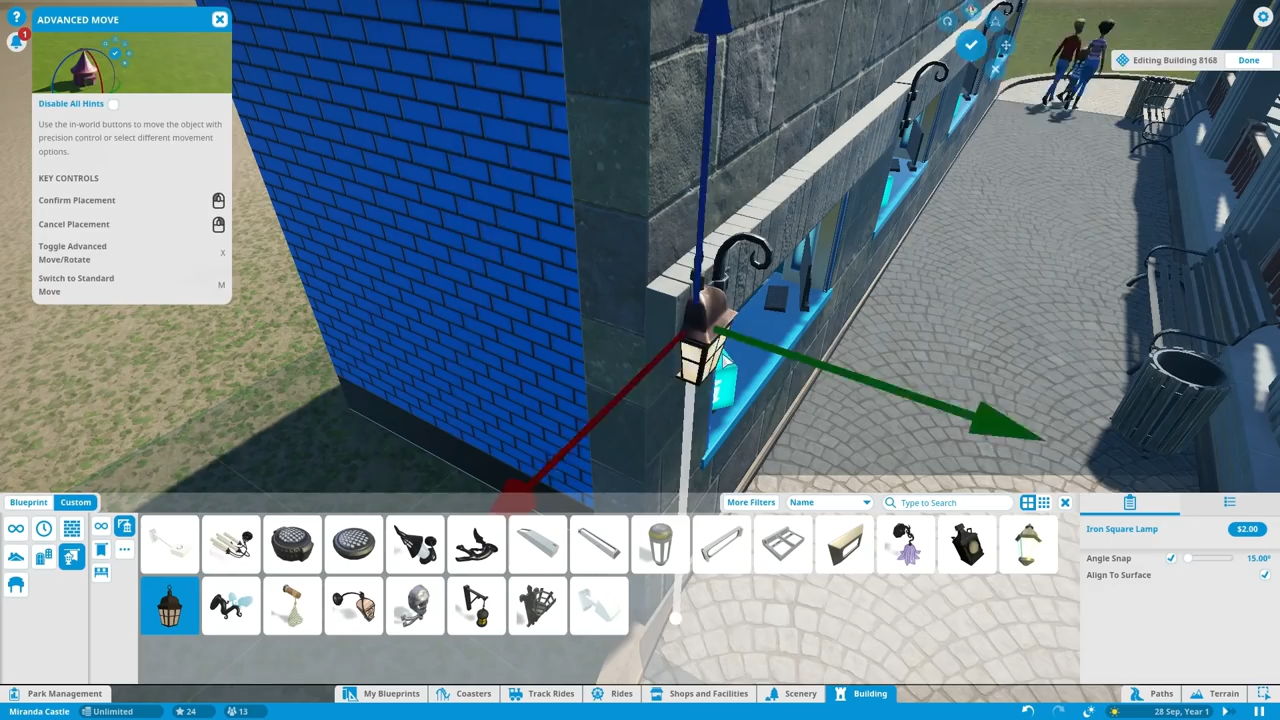 ?
ADVANCED MOVE
1
Disable All Hints
Use the in-world buttons to move the object with
precision control or select different movement
options.
KEY CONTROLS
Confirm Placement
Cancel Placement
Toggle Advanced
Move/Rotate
X
Switch to Standard
Move
M
Editing Building 8168
Done
Blueprint
Custom
More Filters
Name
Type to Search
Iron Square Lamp
$2.00
Angle Snap
15.00°
Align To Surface
Park Management
My Blueprints
Coasters
Track Rides
Rides
Shops and Facilities
Scenery
Building
Paths
Terrain
Miranda Castle
Unlimited
24
13
28 Sep, Year 1